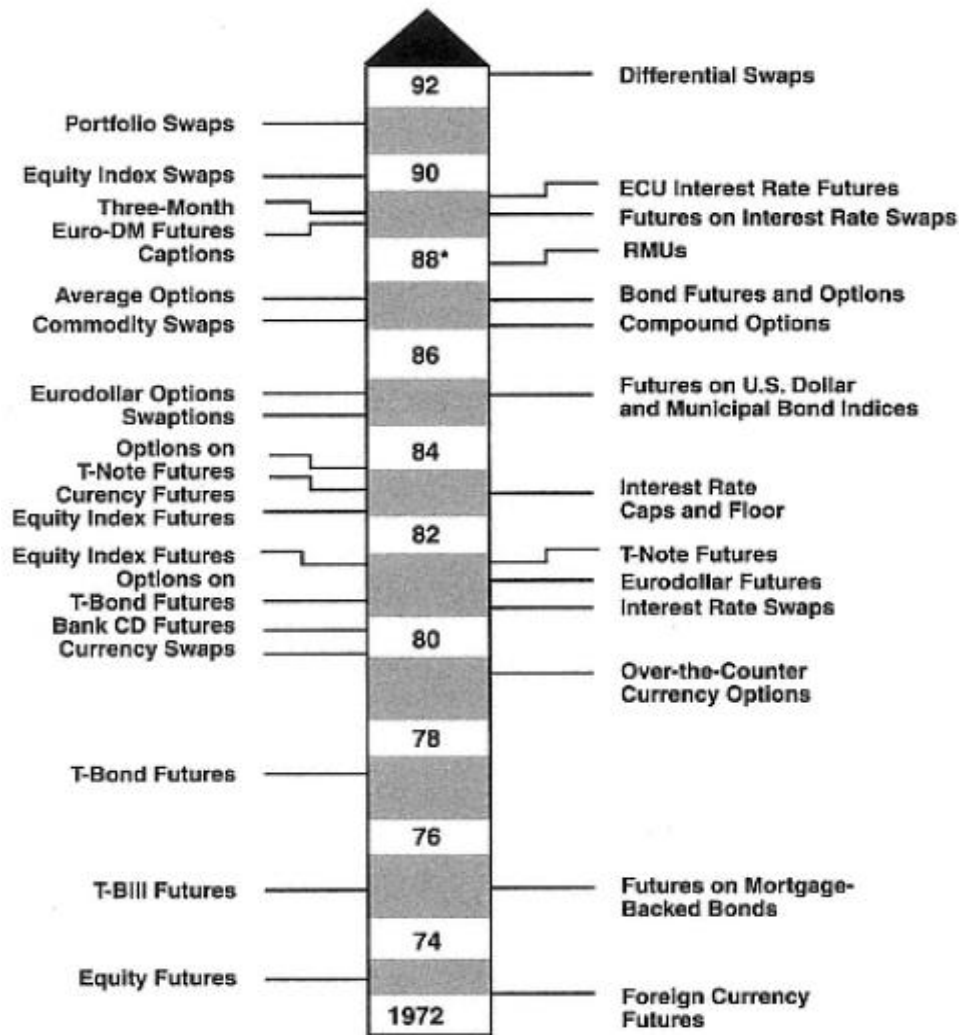 92
Differential Swaps
Portfolio Swaps
90
Equity Index Swaps
ECU Interest Rate Futures
Three-Month
Euro-DM Futures
Futures on Interest Rate Swaps
Captions
88*
RMUs
Average Options
Bond Futures and Options
Commodity Swaps
Compound Options
86
Eurodollar Options
Swaptions
Futures on U.S. Dollar
and Municipal Bond Indices
84
Options on
T-Note Futures
Curency Futures
Equity Index Futures
Interest Rate
Caps and Floor
82
Equity Index Futures
T-Note Futures
Options on
T-Bond Futures
Eurodollar Futures
Bank CD Futures
Interest Rate Swaps
Currency Swaps
80
Over-the-Counter
Currency Options
78
T-Bond Futures
76
T-Bill Futures
Futures on Mortgage-
Backed Bonds
74
Equity Futures
Foreign Currency
Futures
1972